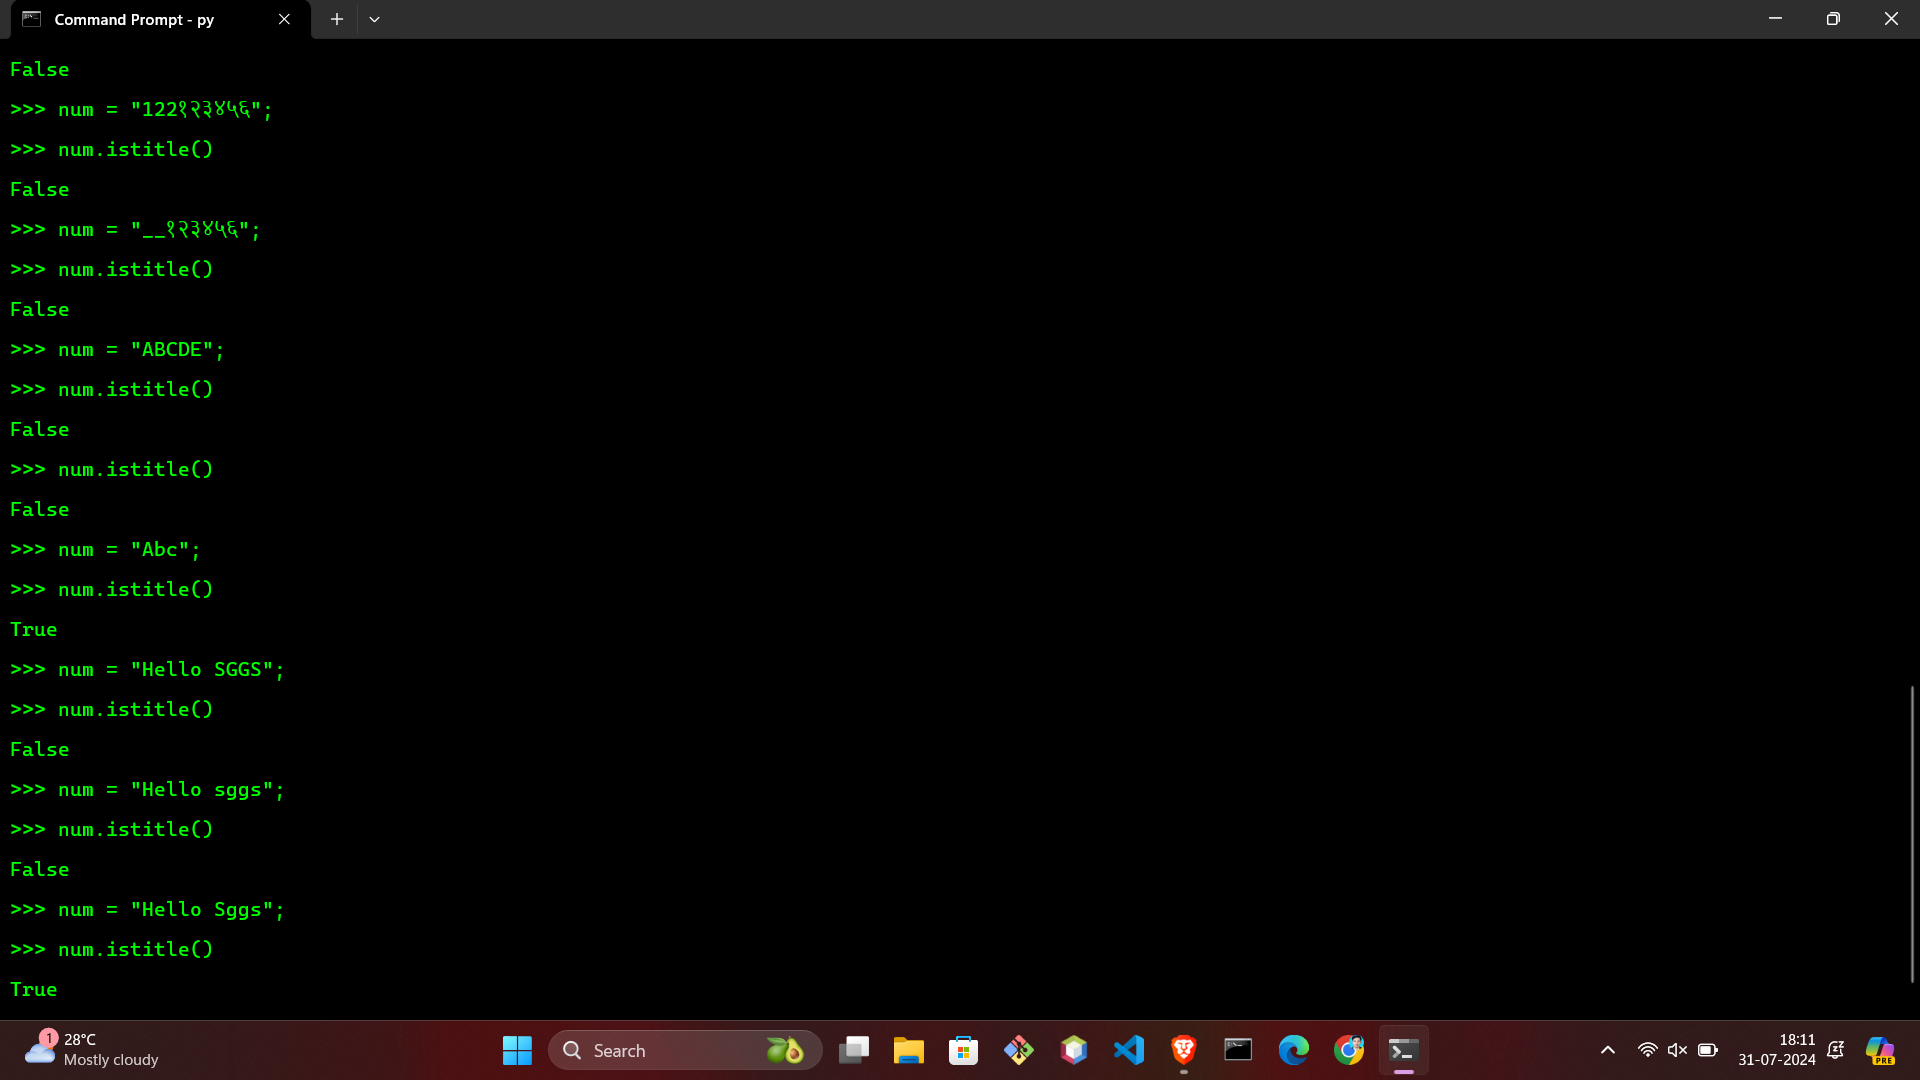 Command Prompt - py
False
>>> num = "122१२३४५६";
>>> num.istitle()
False
>>> num = "__१२३४५६";
>>> num.istitle()
False
>>> num = "ABCDE";
>>> num.istitle()
False
>>> num.istitle()
False
>>> num = "Abc";
>>> num.istitle()
True
>>> num = "Hello SGGS";
>>> num.istitle()
False
>>> num = "Hello sggs";
>>> num.istitle()
False
>>> num = "Hello Sggs";
>>> num.istitle()
True
1
28°C
Mostly cloudy
Search
18:11
31-07-2024
PRE